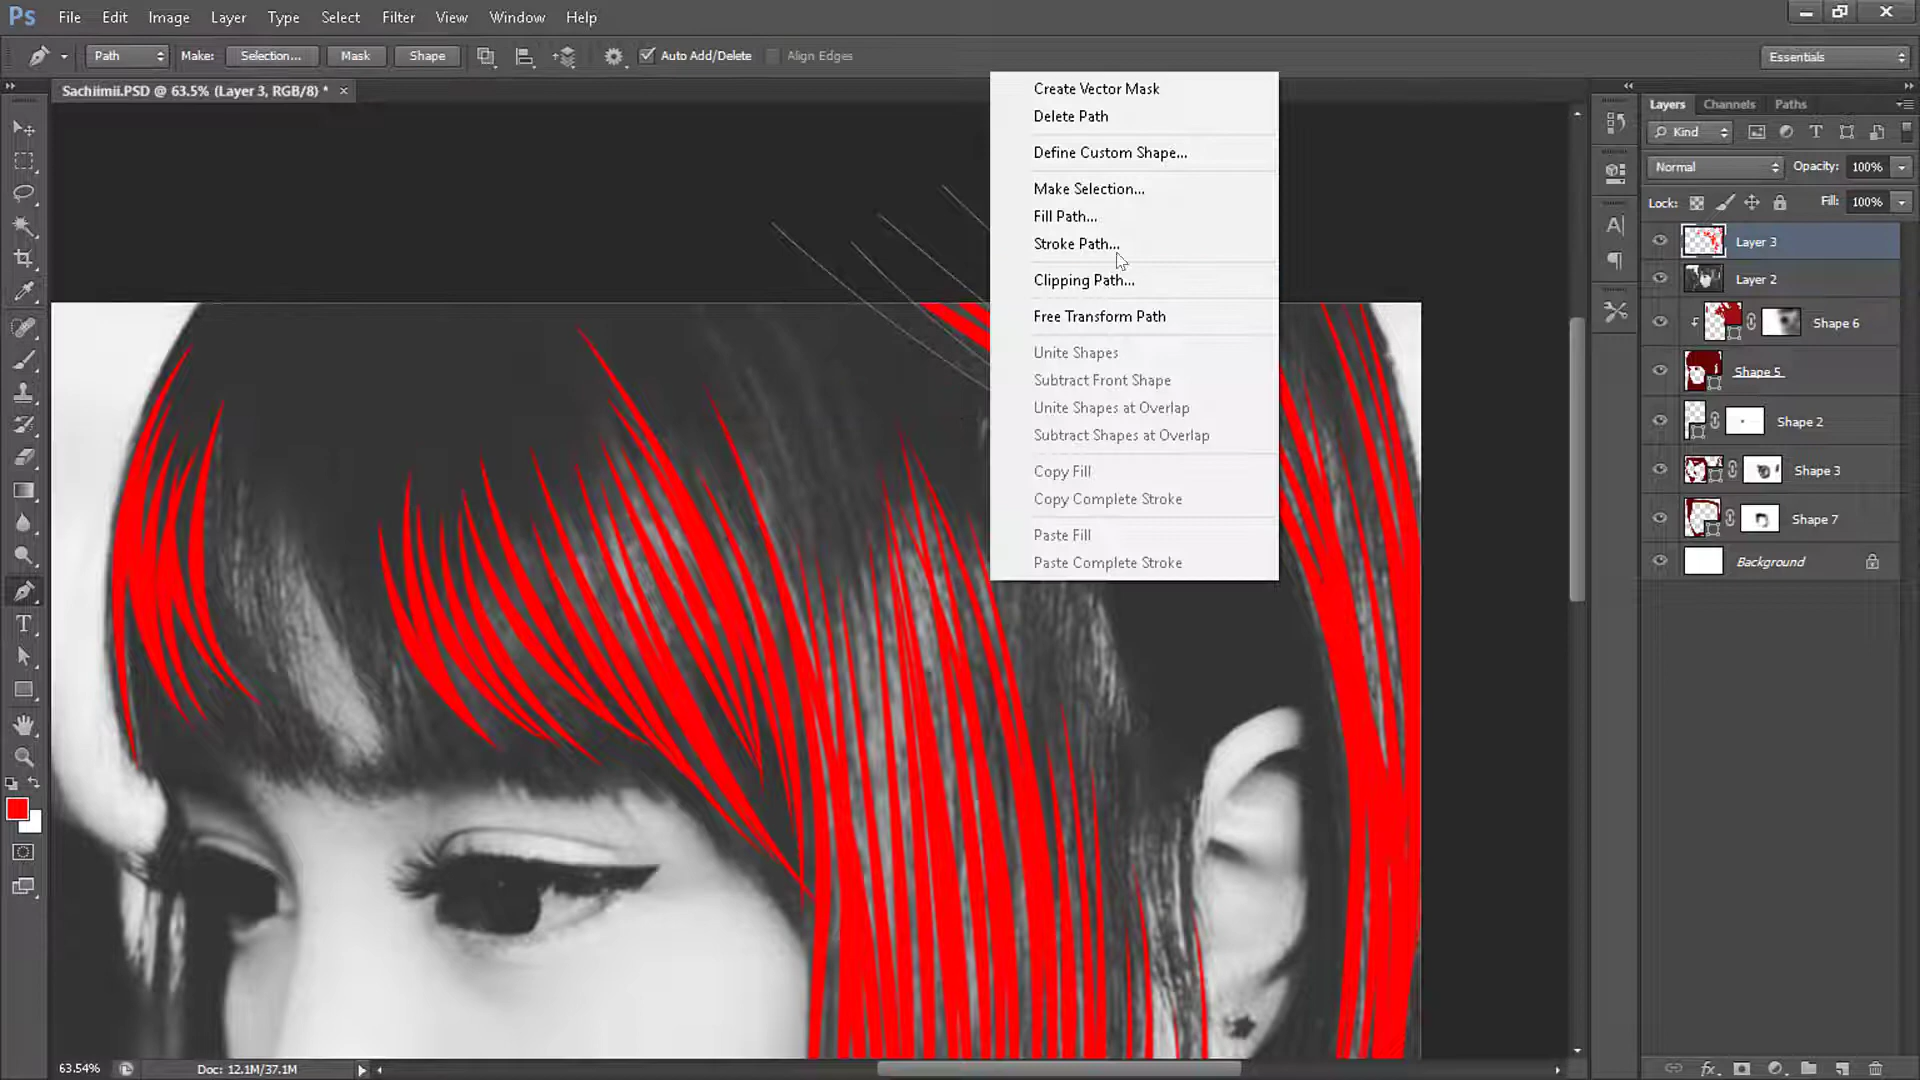 Ps File Edit Image Layer Type Select Filter View Window Help
Path Make: Selection... Mask Shape Auto Add/Delete Align Edges Essentials
Sachiimii.PSD @ 63.5% (Layer 3, RGB/8) * ×
Create Vector Mask
Delete Path
Define Custom Shape...
Make Selection...
Fill Path...
Stroke Path...
Clipping Path...
Free Transform Path
Unite Shapes
Subtract Front Shape
Unite Shapes at Overlap
Subtract Shapes at Overlap
Copy Fill
Copy Complete Stroke
Paste Fill
Paste Complete Stroke
Layers Channels Paths
Kind
Normal Opacity: 100%
Lock: Fill: 100%
Layer 3
Layer 2
Shape 6
Shape 5
Shape 2
Shape 3
Shape 7
Background
63.54% Doc: 12.1M/37.1M
fx